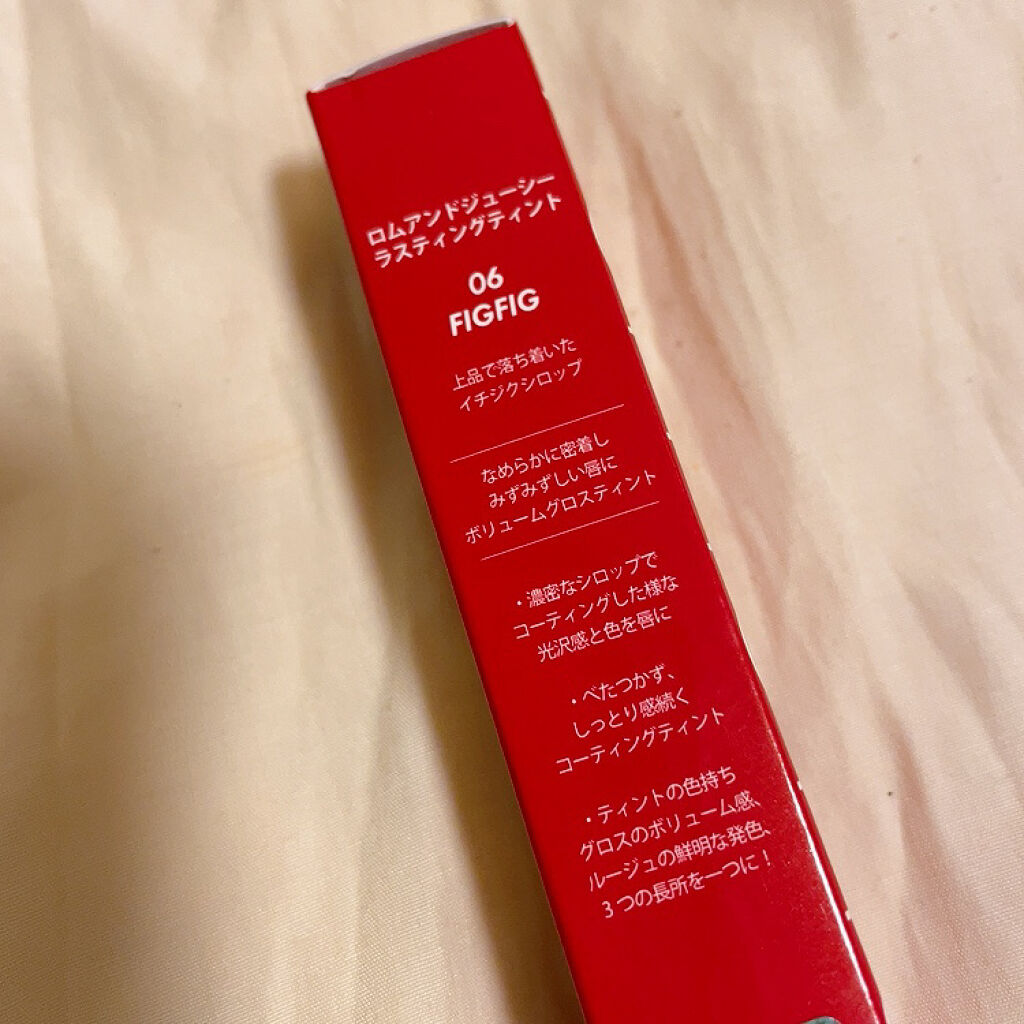 ロムアンドジューシー
ラスティングティント
06
FIGFIG
上品で落ち着いた
イチジクシロップ
なめらかに密着し
みずみずしい唇に
ボリュームグロスティント
・濃密なシロップで
コーティングした様な
光沢感と色を唇に
・べたつかず、
しっとり感続く
コーティングティント
・ティントの色持ち
グロスのボリューム感、
ルージュの鮮明な発色、
3つの長所を一つに！